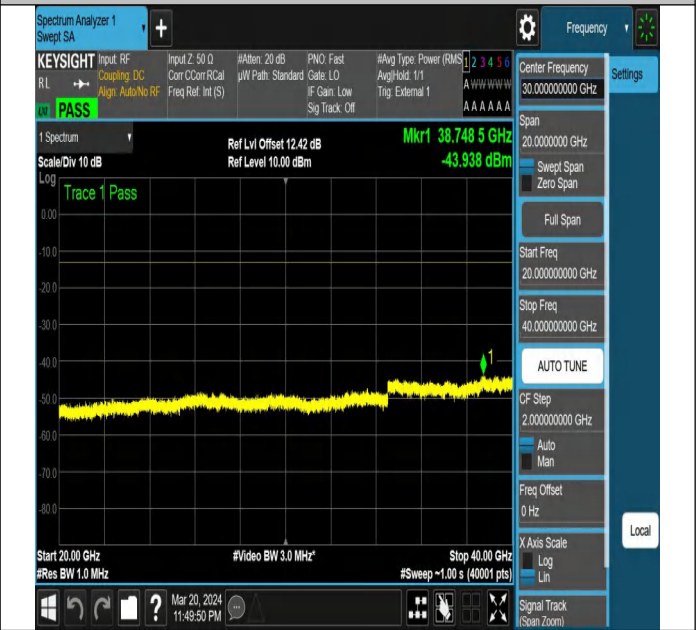 Spectrum Analyzer 1
Swept SA
+
Frequency
KEYSIGHT
RL
PASS
Input: RF
Coupling: DC
Align: Auto/No RF
Input Z: 50 Ω
Corr CCorr RCal
Freq Ref: Int (S)
#Atten: 20 dB
µW Path: Standard
PNO: Fast
Gate: LO
IF Gain: Low
Sig Track: Off
#Avg Type: Power (RMS
Avg|Hold: 1/1
Trig: External 1
1 2 3 4 5 6
A W W W W W
A A A A A A
1 Spectrum
Scale/Div 10 dB
Log
Ref Lvl Offset 12.42 dB
Ref Level 10.00 dBm
Mkr1 38.748 5 GHz
-43.938 dBm
Trace 1 Pass
0.00
-10.0
-20.0
-30.0
-40.0
-50.0
-60.0
-70.0
-80.0
1
Start 20.00 GHz
#Res BW 1.0 MHz
#Video BW 3.0 MHz*
Stop 40.00 GHz
#Sweep ~1.00 s (40001 pts)
Mar 20, 2024
11:49:50 PM
?
Center Frequency
30.000000000 GHz
Settings
Span
20.0000000 GHz
Swept Span
Zero Span
Full Span
Start Freq
20.000000000 GHz
Stop Freq
40.000000000 GHz
AUTO TUNE
CF Step
2.000000000 GHz
Auto
Man
Freq Offset
0 Hz
X Axis Scale
Log
Lin
Local
Signal Track
(Span Zoom)